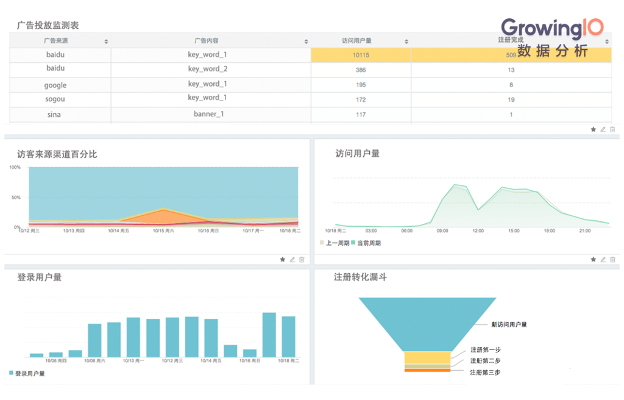 广告投放监测表
GrowingIO
数据分析
广告来源 广告内容 访问用户量 注册完成
baidu key_word_1 10115 509
baidu key_word_2 386 13
google key_word_1 195 8
sogou key_word_1 172 19
sina banner_1 117 1
访客来源渠道百分比
100%
50%
0%
10/12 周三 10/13 周四 10/14 周五 10/15 周六 10/16 周日 10/17 周一 10/18 周二
访问用户量
10/18 周二 03:00 06:00 09:00 12:00 15:00 18:00 21:00
上一周期 当前周期
登录用户量
10/06 周四 10/08 周六 10/10 周一 10/12 周三 10/14 周五 10/16 周日 10/18 周二
登录用户量
注册转化漏斗
新访问用户量
注册第一步
注册第二步
注册第三步